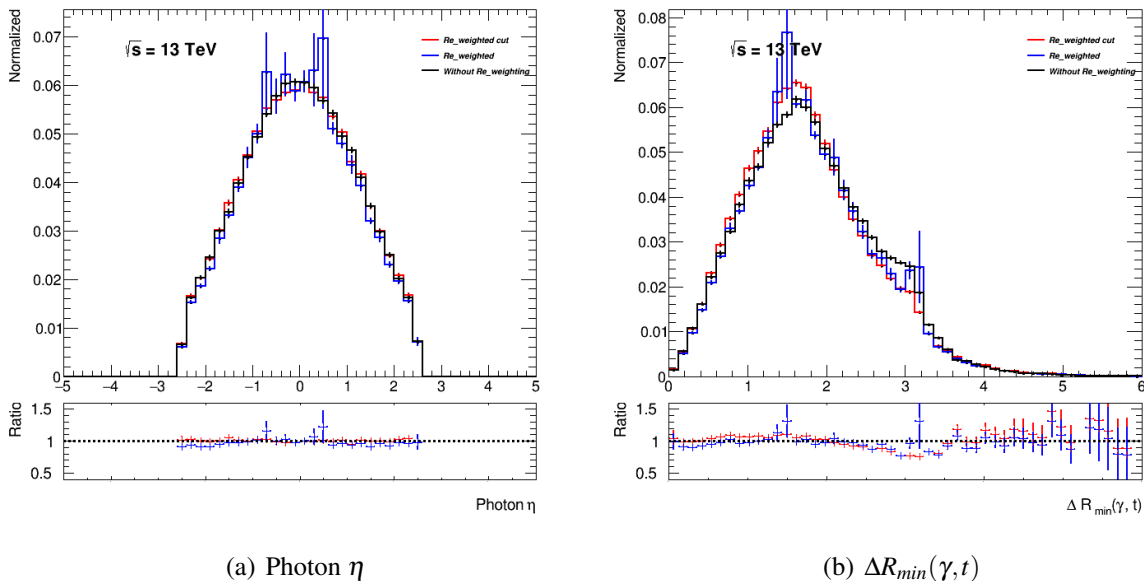 Normalized
0.07
0.06
0.05
0.04
0.03
0.02
0.01
0
√s = 13 TeV
Re_weighted cut
Re_weighted
Without Re_weighting
−5 −4 −3 −2 −1 0 1 2 3 4 5
Ratio
1.5
1
0.5
Photon η
(a) Photon η
Normalized
0.08
0.07
0.06
0.05
0.04
0.03
0.02
0.01
0
√s = 13 TeV
Re_weighted cut
Re_weighted
Without Re_weighting
0 1 2 3 4 5 6
Ratio
1.5
1
0.5
Δ R_min(γ, t)
(b) ΔR_min(γ,t)